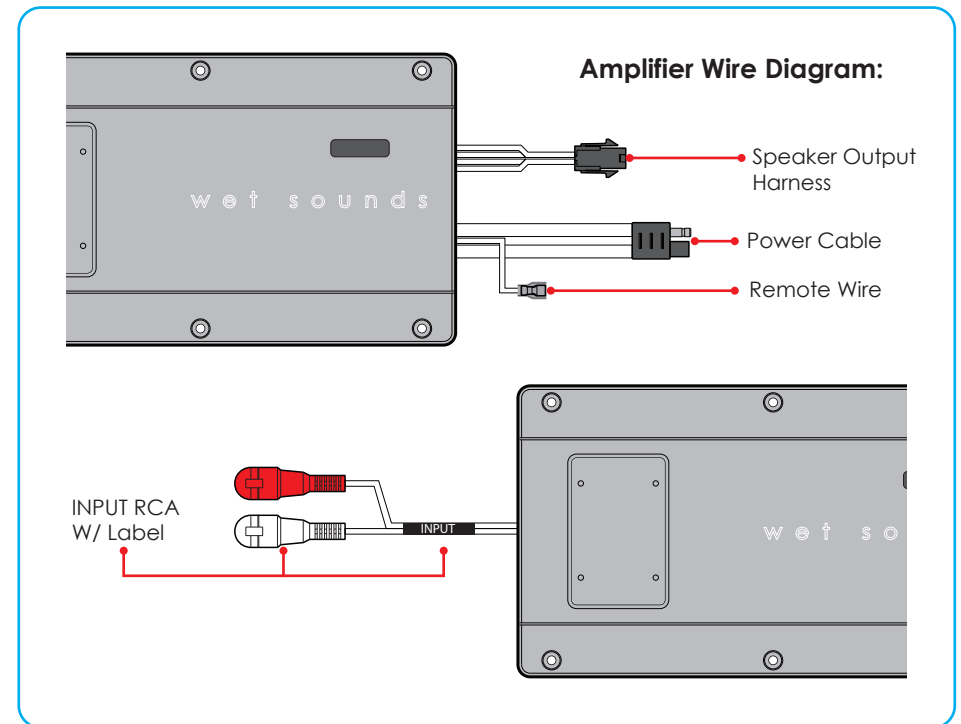 Amplifier Wire Diagram:
Speaker Output
Harness
wet sounds
Power Cable
Remote Wire
INPUT RCA
W/ Label
INPUT
wet so